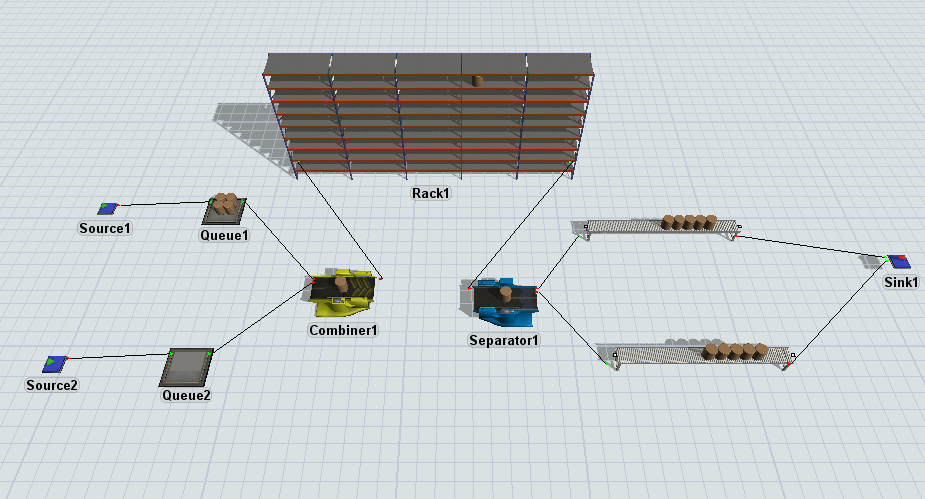 Rack1
Source1
Queue1
Sink1
Combiner1
Separator1
Source2
Queue2